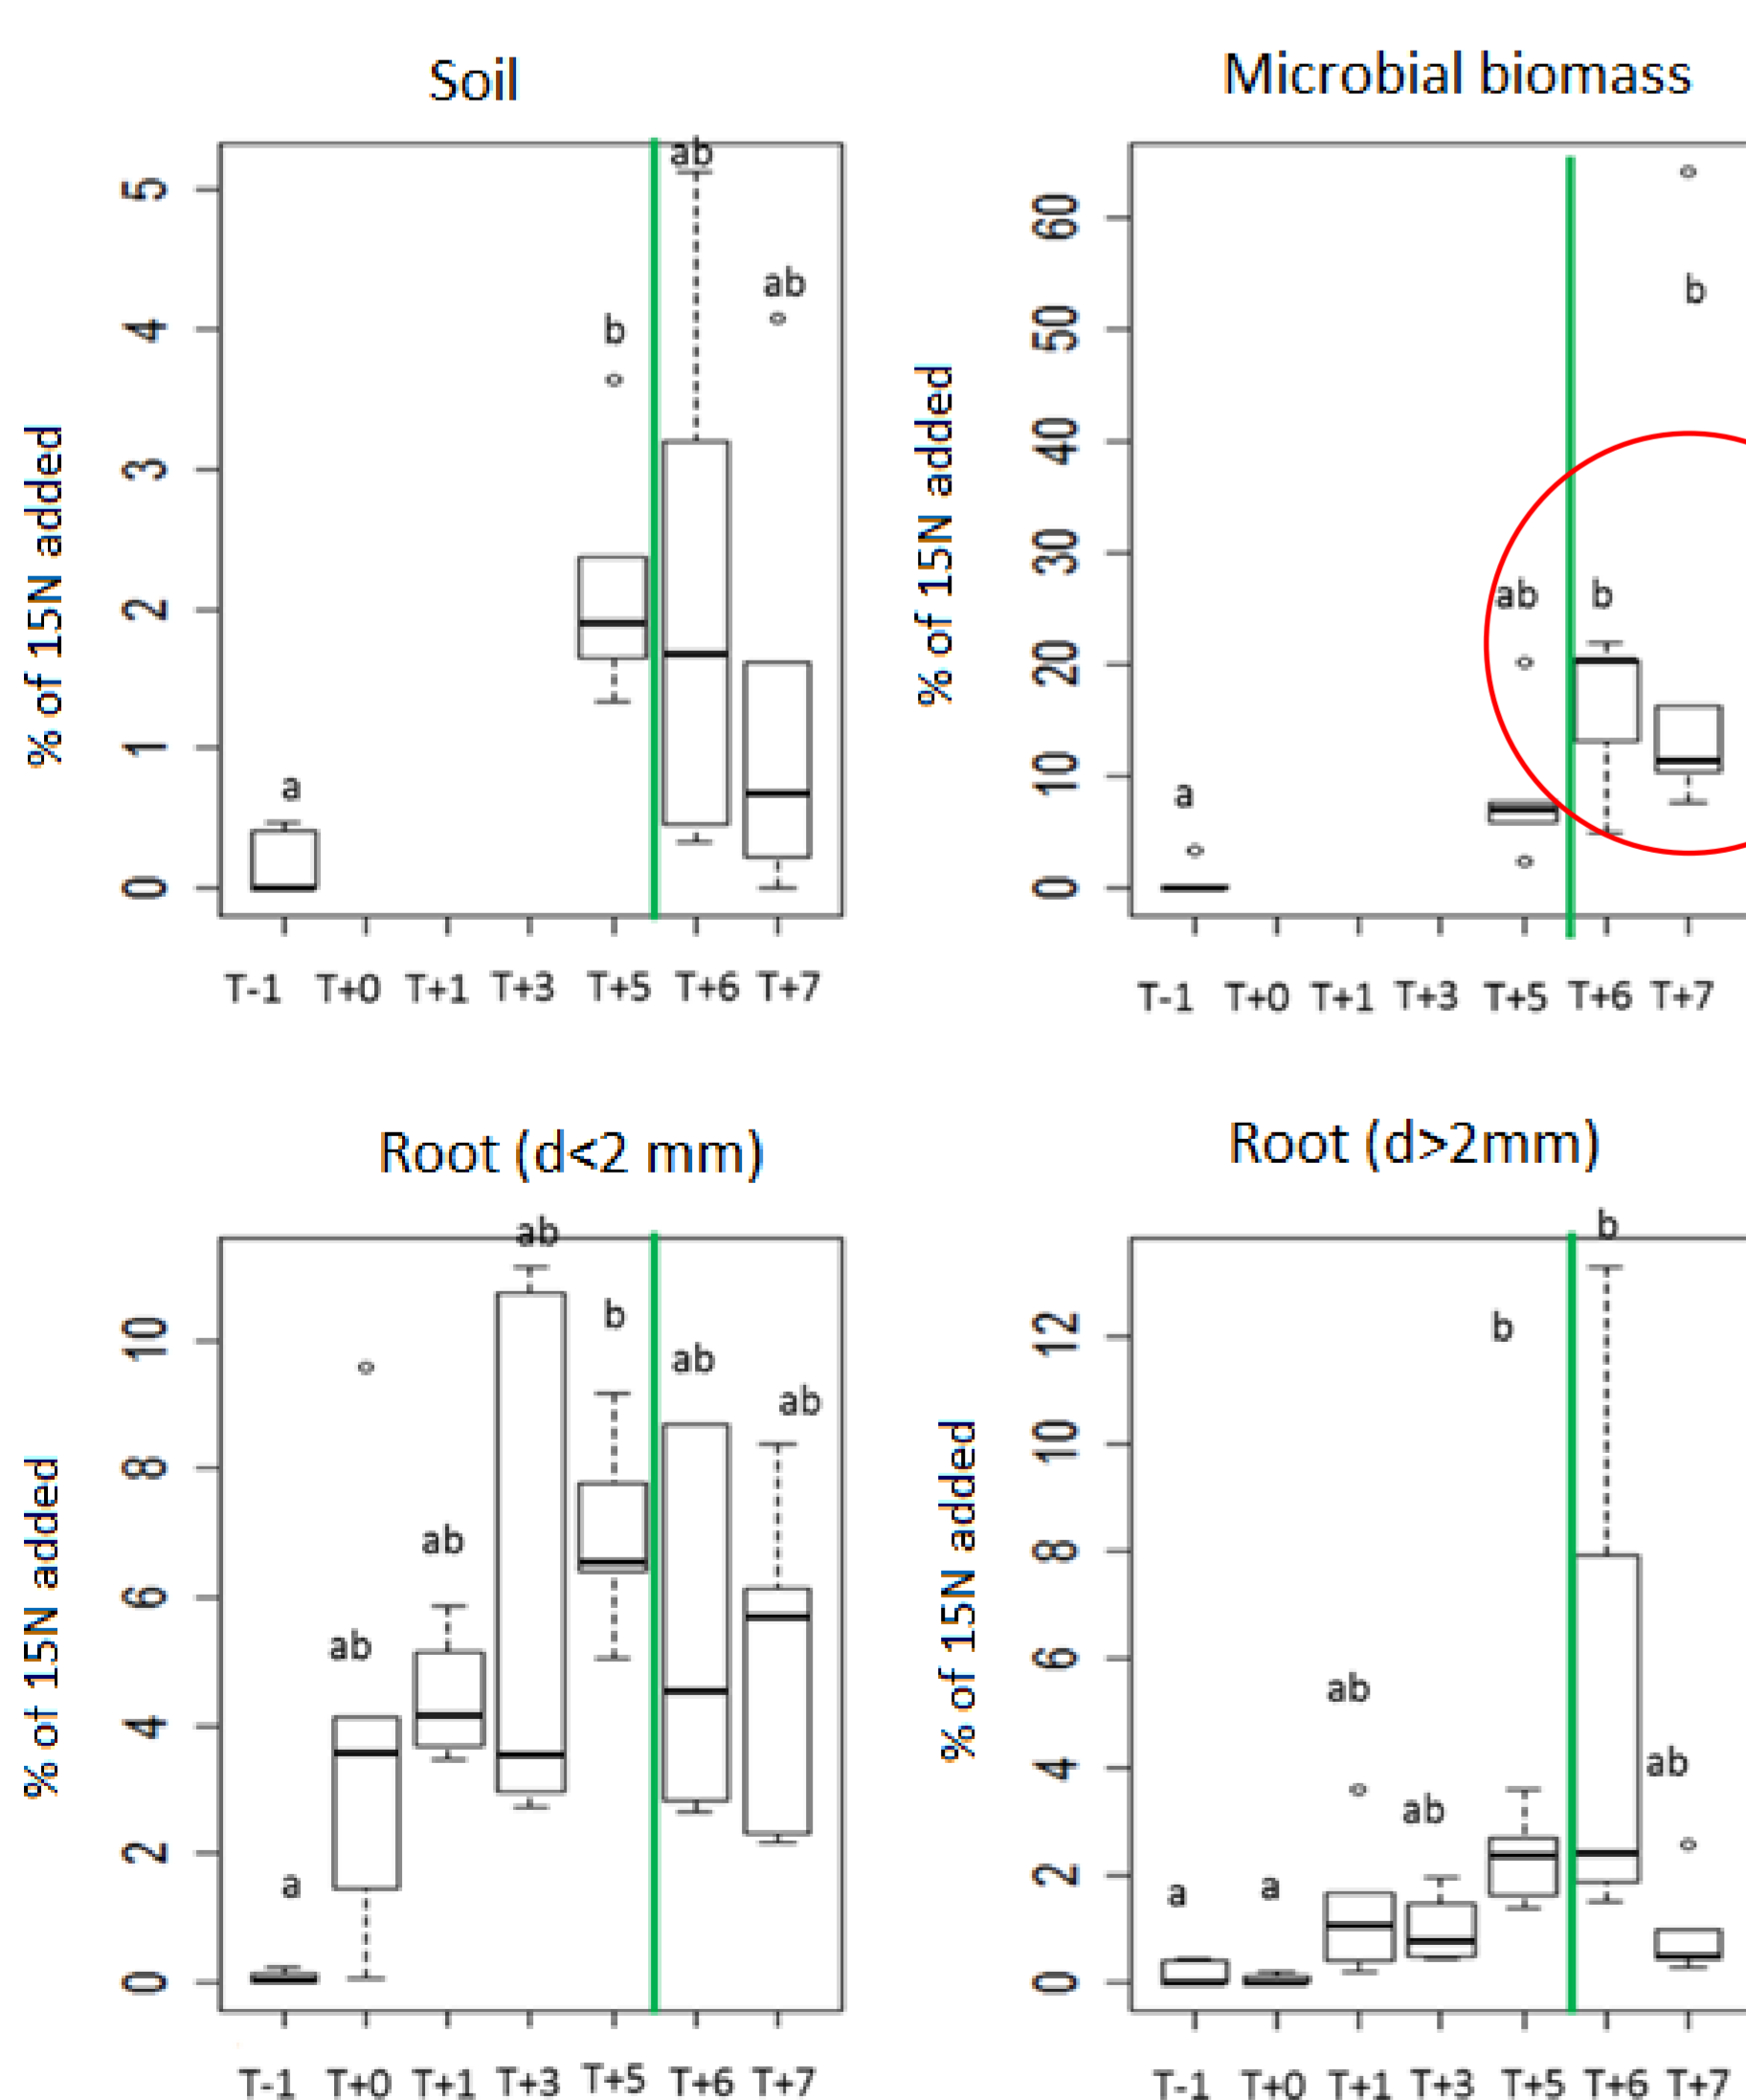 Soil
% of 15N added
5
4
3
2
1
0
a
b
ab
ab
T-1 T+0 T+1 T+3 T+5 T+6 T+7
Microbial biomass
% of 15N added
60
50
40
30
20
10
0
a
ab
b
b
T-1 T+0 T+1 T+3 T+5 T+6 T+7
Root (d<2 mm)
% of 15N added
10
8
6
4
2
0
a
ab
ab
ab
b
ab
ab
T-1 T+0 T+1 T+3 T+5 T+6 T+7
Root (d>2mm)
% of 15N added
12
10
8
6
4
2
0
a
a
ab
ab
b
b
ab
T-1 T+0 T+1 T+3 T+5 T+6 T+7